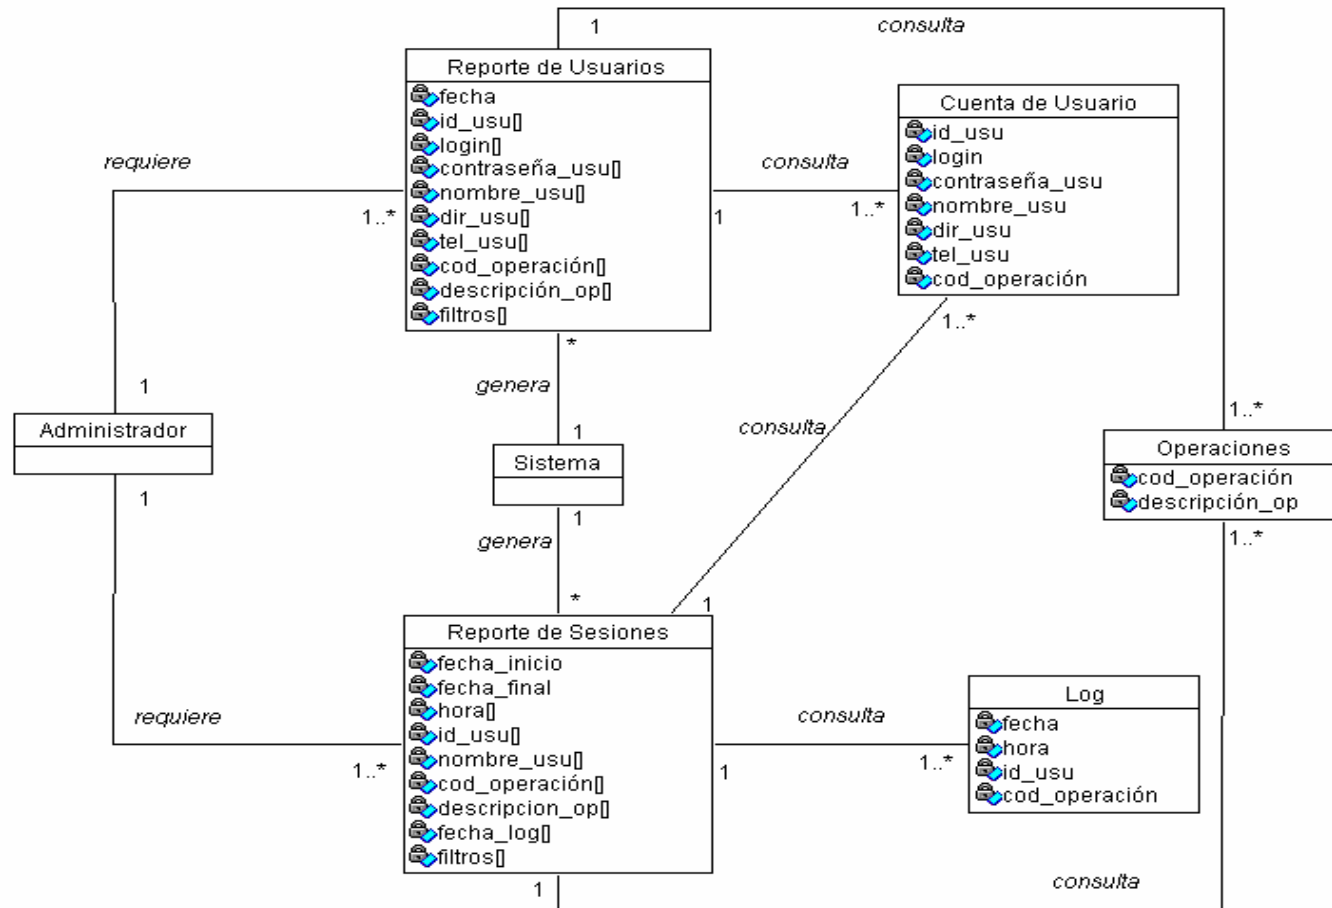 1
consulta
Reporte de Usuarios
fecha
id_usu[]
login[]
contraseña_usu[]
nombre_usu[]
dir_usu[]
tel_usu[]
cod_operación[]
descripción_op[]
filtros[]
Cuenta de Usuario
id_usu
login
contraseña_usu
nombre_usu
dir_usu
tel_usu
cod_operación
requiere
1..*
consulta
1
1..*
*
genera
1
1..*
consulta
1
Administrador
1
Sistema
1
genera
*
1..*
Operaciones
cod_operación
descripción_op
1..*
1
Reporte de Sesiones
fecha_inicio
fecha_final
hora[]
id_usu[]
nombre_usu[]
cod_operación[]
descripcion_op[]
fecha_log[]
filtros[]
requiere
1..*
consulta
1
1..*
Log
fecha
hora
id_usu
cod_operación
1
consulta